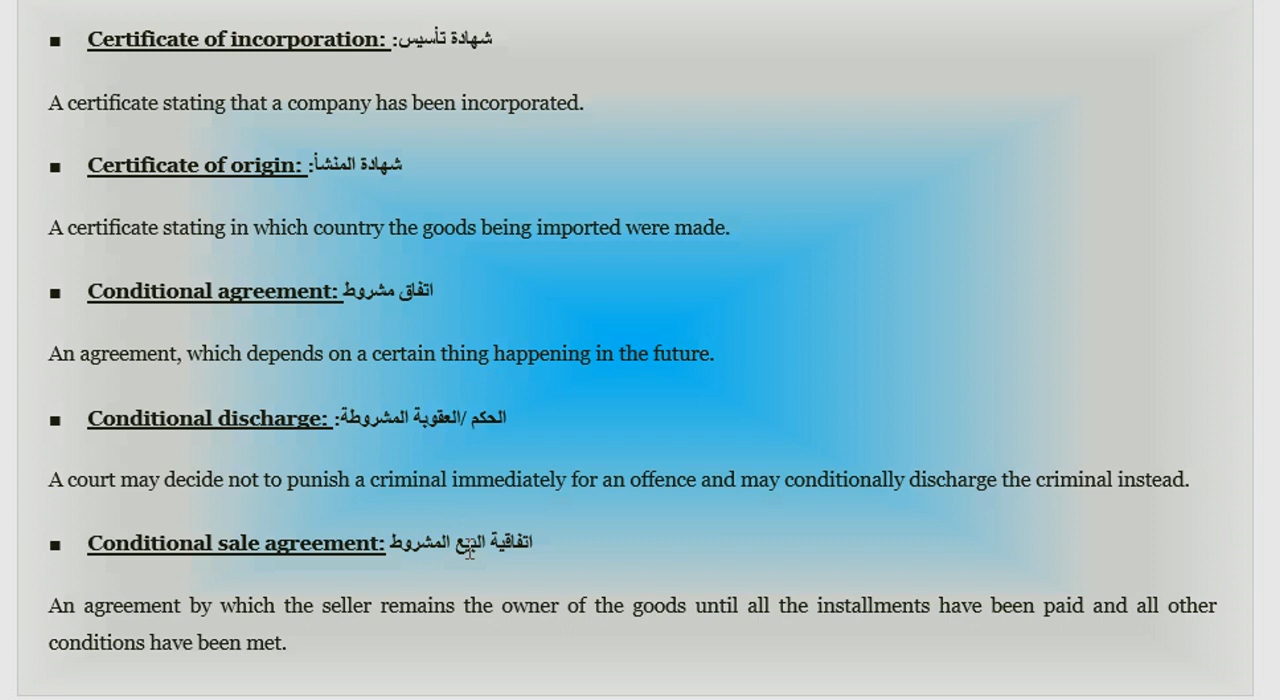 ▪ Certificate of incorporation: شهادة تأسيس:
A certificate stating that a company has been incorporated.
▪ Certificate of origin: شهادة المنشأ:
A certificate stating in which country the goods being imported were made.
▪ Conditional agreement: اتفاق مشروط
An agreement, which depends on a certain thing happening in the future.
▪ Conditional discharge: الحكم /العقوبة المشروطة:
A court may decide not to punish a criminal immediately for an offence and may conditionally discharge the criminal instead.
▪ Conditional sale agreement: اتفاقية البيع المشروط
An agreement by which the seller remains the owner of the goods until all the installments have been paid and all other
conditions have been met.